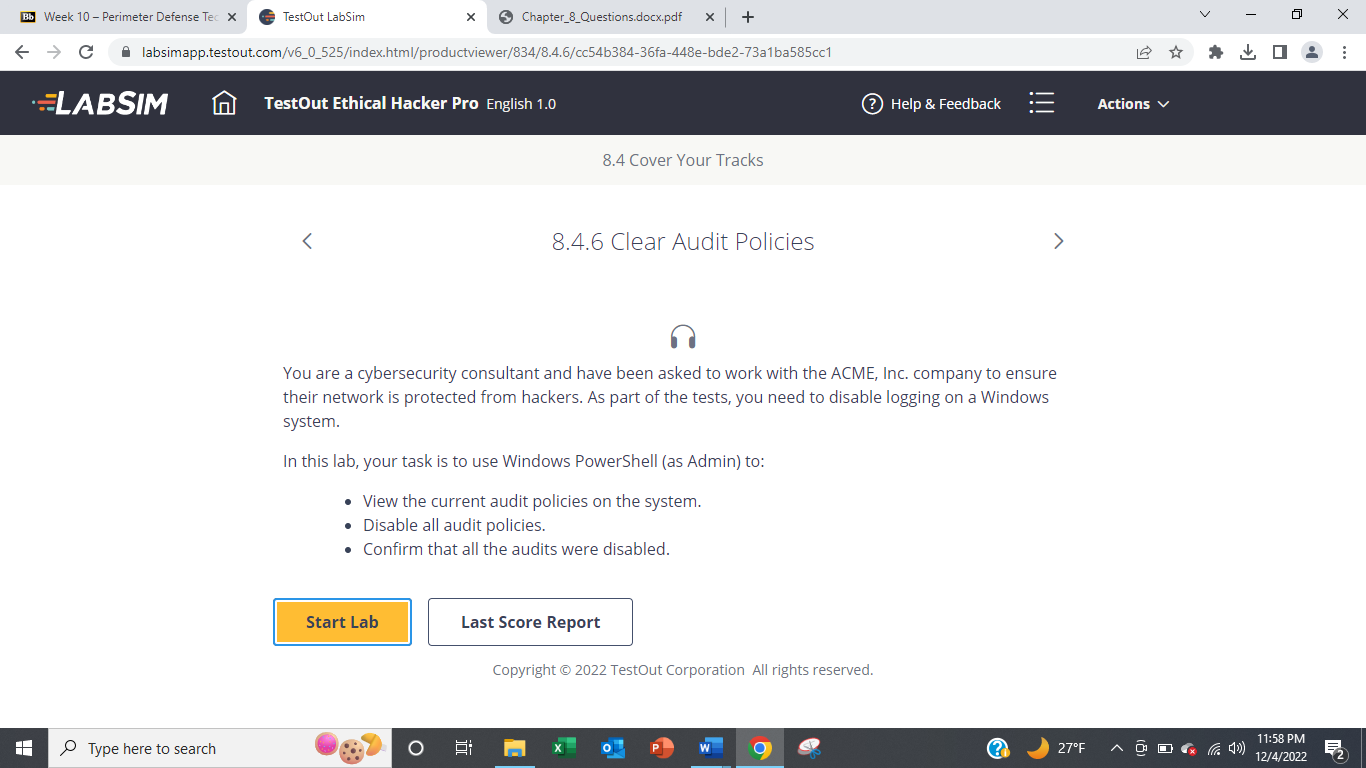 Bb Week 10 – Perimeter Defense Tec
TestOut LabSim
Chapter_8_Questions.docx.pdf
labsimapp.testout.com/v6_0_525/index.html/productviewer/834/8.4.6/cc54b384-36fa-448e-bde2-73a1ba585cc1
LABSIM
TestOut Ethical Hacker Pro English 1.0
? Help & Feedback
Actions
8.4 Cover Your Tracks
8.4.6 Clear Audit Policies
You are a cybersecurity consultant and have been asked to work with the ACME, Inc. company to ensure
their network is protected from hackers. As part of the tests, you need to disable logging on a Windows
system.
In this lab, your task is to use Windows PowerShell (as Admin) to:
• View the current audit policies on the system.
• Disable all audit policies.
• Confirm that all the audits were disabled.
Start Lab
Last Score Report
Copyright © 2022 TestOut Corporation All rights reserved.
Type here to search
27°F
11:58 PM
12/4/2022
2